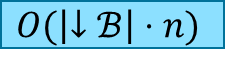 O(|↓ ℬ| · n)